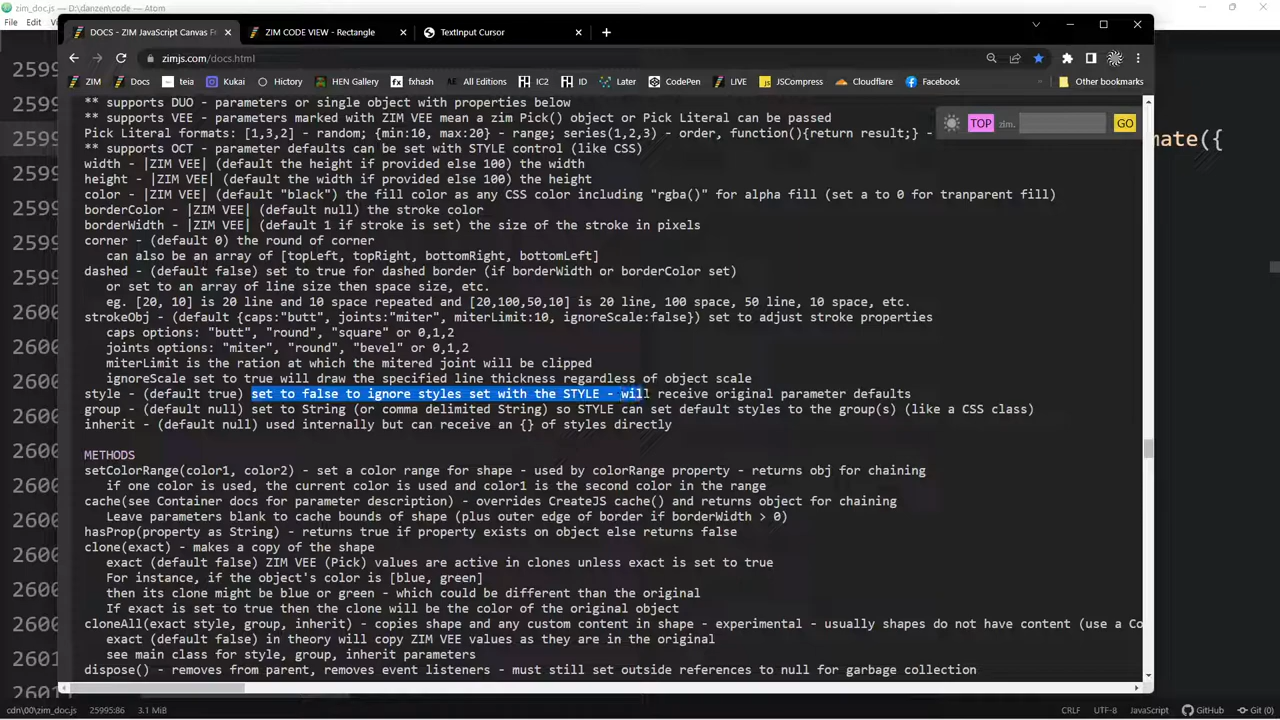 zim_doc.js — D:\danzen\code — Atom
File Edit Vi
DOCS - ZIM JavaScript Canvas F
ZIM CODE VIEW - Rectangle
TextInput Cursor
zimjs.com/docs.html
ZIM Docs teia Q Kukai Hictory HEN Gallery fxhash All Editions IC2 ID Later CodePen LIVE JSCompress Cloudflare Facebook Other bookmarks
** supports DUO - parameters or single object with properties below
** supports VEE - parameters marked with ZIM VEE mean a zim Pick() object or Pick Literal can be passed
TOP zim. GO
Pick Literal formats: [1,3,2] - random; {min:10, max:20} - range; series(1,2,3) - order, function(){return result;} -
** supports OCT - parameter defaults can be set with STYLE control (like CSS)
width - |ZIM VEE| (default the height if provided else 100) the width
height - |ZIM VEE| (default the height if provided else 100) the height
color - |ZIM VEE| (default "black") the fill color as any CSS color including "rgba()" for alpha fill (set a to 0 for tranparent fill)
borderColor - |ZIM VEE| (default null) the stroke color
borderWidth - |ZIM VEE| (default 1 if stroke is set) the size of the stroke in pixels
corner - (default 0) the round of corner
can also be an array of [topLeft, topRight, bottomRight, bottomLeft]
dashed - (default false) set to true for dashed border (if borderWidth or borderColor set)
or set to an array of line size then space size, etc.
eg. [20, 10] is 20 line and 10 space repeated and [20,100,50,10] is 20 line, 100 space, 50 line, 10 space, etc.
strokeObj - (default {caps:"butt", joints:"miter", miterLimit:10, ignoreScale:false}) set to adjust stroke properties
caps options: "butt", "round", "square" or 0,1,2
joints options: "miter", "round", "bevel" or 0,1,2
miterLimit is the ration at which the mitered joint will be clipped
ignoreScale set to true will draw the specified line thickness regardless of object scale
style - (default true) set to false to ignore styles set with the STYLE - will receive original parameter defaults
group - (default null) set to String (or comma delimited String) so STYLE can set default styles to the group(s) (like a CSS class)
inherit - (default null) used internally but can receive an {} of styles directly
METHODS
setColorRange(color1, color2) - set a color range for shape - used by colorRange property - returns obj for chaining
if one color is used, the current color is used and color1 is the second color in the range
cache(see Container docs for parameter description) - overrides CreateJS cache() and returns object for chaining
Leave parameters blank to cache bounds of shape (plus outer edge of border if borderWidth > 0)
hasProp(property as String) - returns true if property exists on object else returns false
clone(exact) - makes a copy of the shape
exact (default false) ZIM VEE (Pick) values are active in clones unless exact is set to true
For instance, if the object's color is [blue, green]
then its clone might be blue or green - which could be different than the original
If exact is set to true then the clone will be the color of the original object
cloneAll(exact style, group, inherit) - copies shape and any custom content in shape - experimental - usually shapes do not have content (use a Co
exact (default false) in theory will copy ZIM VEE values as they are in the original
see main class for style, group, inherit parameters
dispose() - removes from parent, removes event listeners - must still set outside references to null for garbage collection
mate({
cdn\00\zim_doc.js 25995:86 3.1 MiB CRLF UTF-8 JavaScript GitHub Git (0)